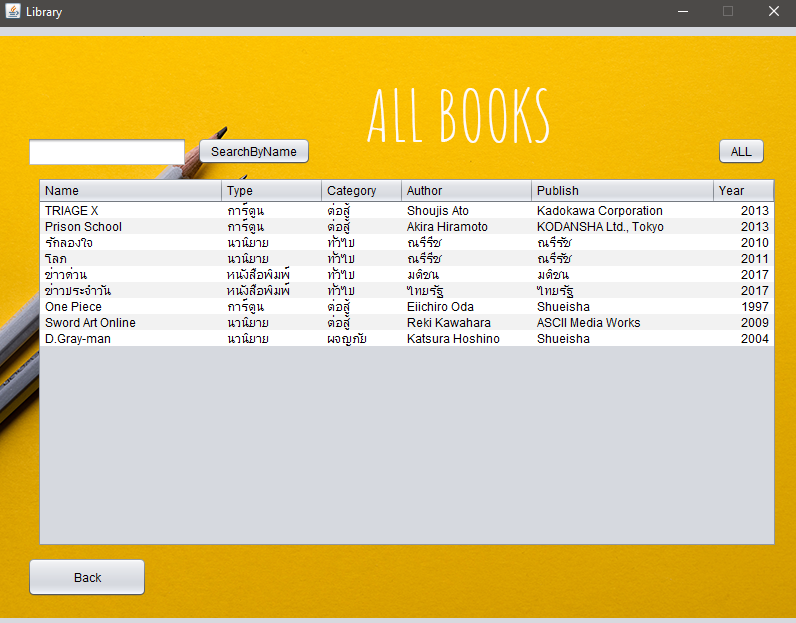 Library
ALL BOOKS
SearchByName ALL
Name Type Category Author Publish Year
TRIAGE X การ์ตูน ต่อสู้ Shoujis Ato Kadokawa Corporation 2013
Prison School การ์ตูน ต่อสู้ Akira Hiramoto KODANSHA Ltd., Tokyo 2013
รักลองใจ นวนิยาย ทั่วไป ณรีรัช ณรีรัช 2010
โลภ นวนิยาย ทั่วไป ณรีรัช ณรีรัช 2011
ข่าวด่วน หนังสือพิมพ์ ทั่วไป มติชน มติชน 2017
ข่าวประจำวัน หนังสือพิมพ์ ทั่วไป ไทยรัฐ ไทยรัฐ 2017
One Piece การ์ตูน ต่อสู้ Eiichiro Oda Shueisha 1997
Sword Art Online นวนิยาย ต่อสู้ Reki Kawahara ASCII Media Works 2009
D.Gray-man นวนิยาย ผจญภัย Katsura Hoshino Shueisha 2004
Back